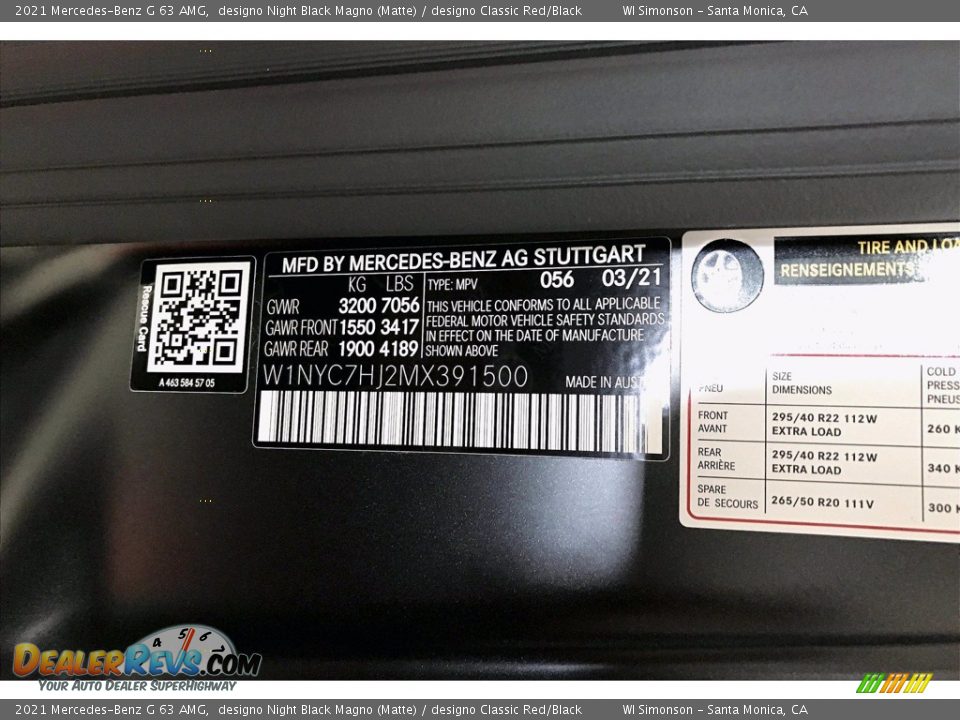 2021 Mercedes-Benz G 63 AMG, designo Night Black Magno (Matte) / designo Classic Red/Black WI Simonson - Santa Monica, CA
Rescue Card
A 463 584 57 05
MFD BY MERCEDES-BENZ AG STUTTGART
KG LBS TYPE: MPV 056 03/21
GVWR 3200 7056
GAWR FRONT 1550 3417
GAWR REAR 1900 4189
THIS VEHICLE CONFORMS TO ALL APPLICABLE
FEDERAL MOTOR VEHICLE SAFETY STANDARDS
IN EFFECT ON THE DATE OF MANUFACTURE
SHOWN ABOVE
W1NYC7HJ2MX391500 MADE IN AUST
TIRE AND LOA
RENSEIGNEMENTS
PNEU
SIZE
DIMENSIONS
COLD
PRESS
PNEUS
FRONT
AVANT
295/40 R22 112W
EXTRA LOAD
260 K
REAR
ARRIÈRE
295/40 R22 112W
EXTRA LOAD
340 K
SPARE
DE SECOURS
265/50 R20 111V
300 K
4 5 6
DEALERREVS.COM
YOUR AUTO DEALER SUPERHIGHWAY
2021 Mercedes-Benz G 63 AMG, designo Night Black Magno (Matte) / designo Classic Red/Black WI Simonson - Santa Monica, CA